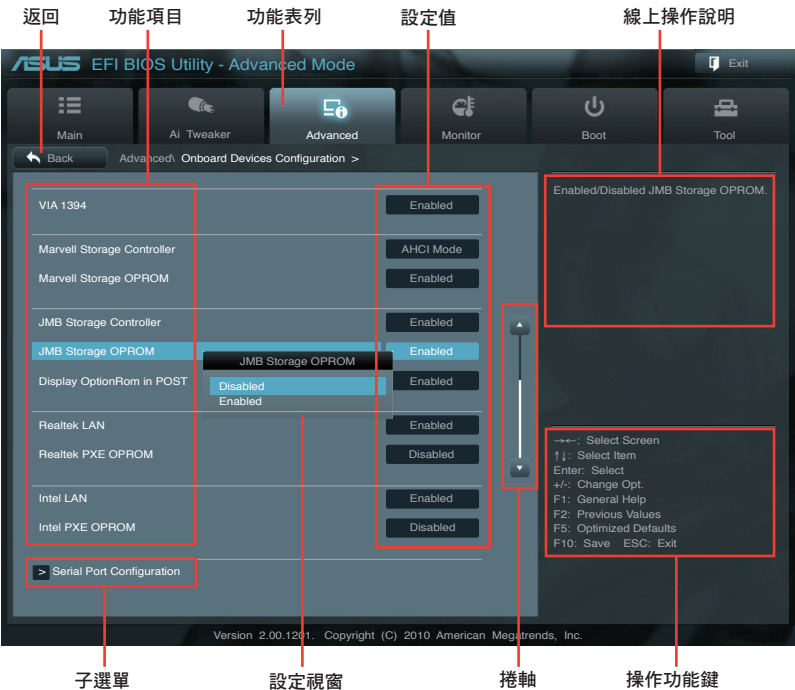 返回 功能項目 功能表列 設定值 線上操作說明
ASUS EFI BIOS Utility - Advanced Mode Exit
Main Ai Tweaker Advanced Monitor Boot Tool
Back Advanced\ Onboard Devices Configuration >
Enabled/Disabled JMB Storage OPROM.
VIA 1394 Enabled
Marvell Storage Controller AHCI Mode
Marvell Storage OPROM Enabled
JMB Storage Controller Enabled
JMB Storage OPROM Enabled
JMB Storage OPROM
Disabled
Enabled
Display OptionRom in POST Enabled
Realtek LAN Enabled
Realtek PXE OPROM Disabled
Intel LAN Enabled
Intel PXE OPROM Disabled
> Serial Port Configuration
→←: Select Screen
↑↓: Select Item
Enter: Select
+/-: Change Opt.
F1: General Help
F2: Previous Values
F5: Optimized Defaults
F10: Save ESC: Exit
Version 2.00.1201. Copyright (C) 2010 American Megatrends, Inc.
子選單 設定視窗 捲軸 操作功能鍵